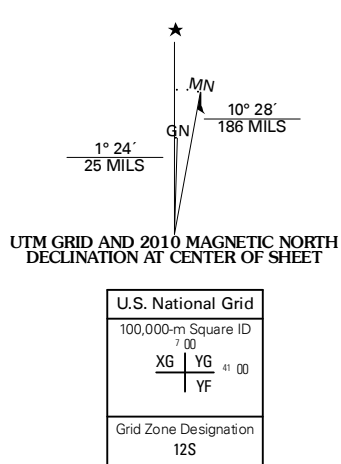 ★
MN
10° 28´
186 MILS
GN
1° 24´
25 MILS
UTM GRID AND 2010 MAGNETIC NORTH
DECLINATION AT CENTER OF SHEET
U.S. National Grid
100,000-m Square ID
7 00
XG YG 41 00
YF
Grid Zone Designation
12S